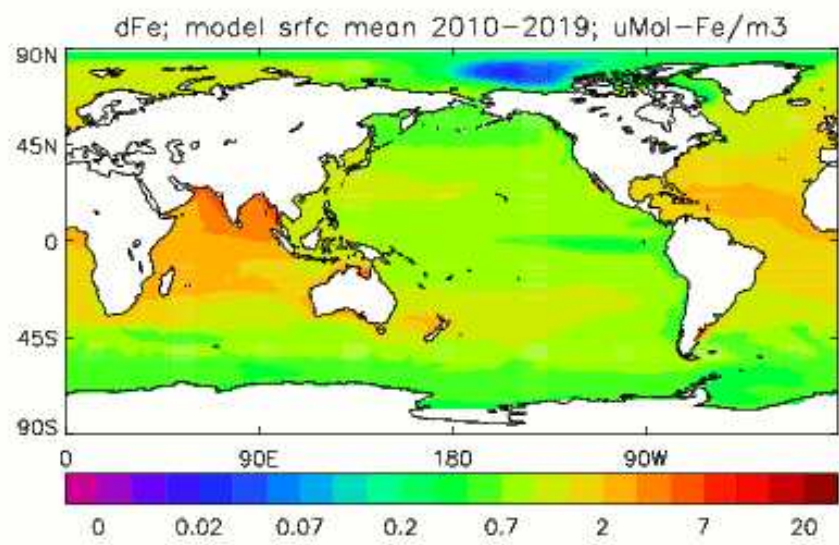 dFe; model srfc mean 2010-2019; uMol-Fe/m3
90N
45N
0
45S
90S
0 90E 180 90W
0 0.02 0.07 0.2 0.7 2 7 20